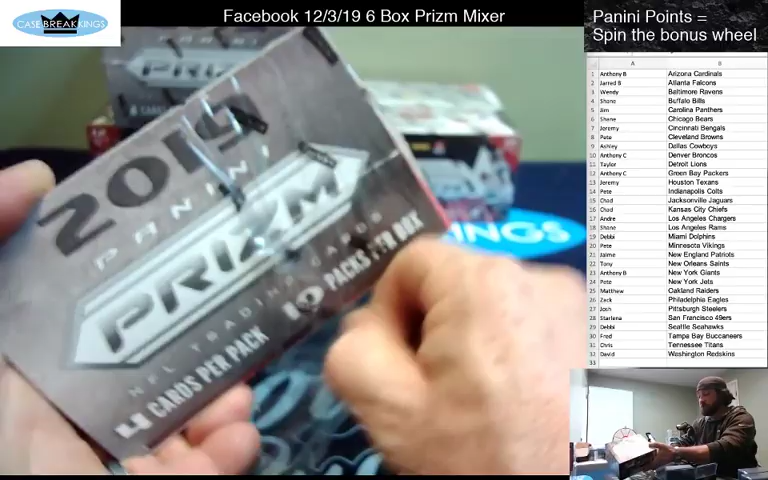 CASE BREAK KINGS
Facebook 12/3/19 6 Box Prizm Mixer
Panini Points =
Spin the bonus wheel
2019
PANINI
PRIZM
NFL TRADING CARDS
4 CARDS PER PACK
PACKS PER BOX
PRIZM
NGS
A B
1 Anthony B Arizona Cardinals
2 Jarred B Atlanta Falcons
3 Wendy Baltimore Ravens
4 Shane Buffalo Bills
5 Jim Carolina Panthers
6 Shane Chicago Bears
7 Jeremy Cincinnati Bengals
8 Pete Cleveland Browns
9 Ashley Dallas Cowboys
10 Anthony C Denver Broncos
11 Taylor Detroit Lions
12 Anthony C Green Bay Packers
13 Jeremy Houston Texans
14 Pete Indianapolis Colts
15 Chad Jacksonville Jaguars
16 Chad Kansas City Chiefs
17 Andre Los Angeles Chargers
18 Shane Los Angeles Rams
19 Debbi Miami Dolphins
20 Pete Minnesota Vikings
21 Jaime New England Patriots
22 Tony New Orleans Saints
23 Anthony B New York Giants
24 Pete New York Jets
25 Matthew Oakland Raiders
26 Zack Philadelphia Eagles
27 Josh Pittsburgh Steelers
28 Starlena San Francisco 49ers
29 Debbi Seattle Seahawks
30 Fred Tampa Bay Buccaneers
31 Chris Tennessee Titans
32 David Washington Redskins
33